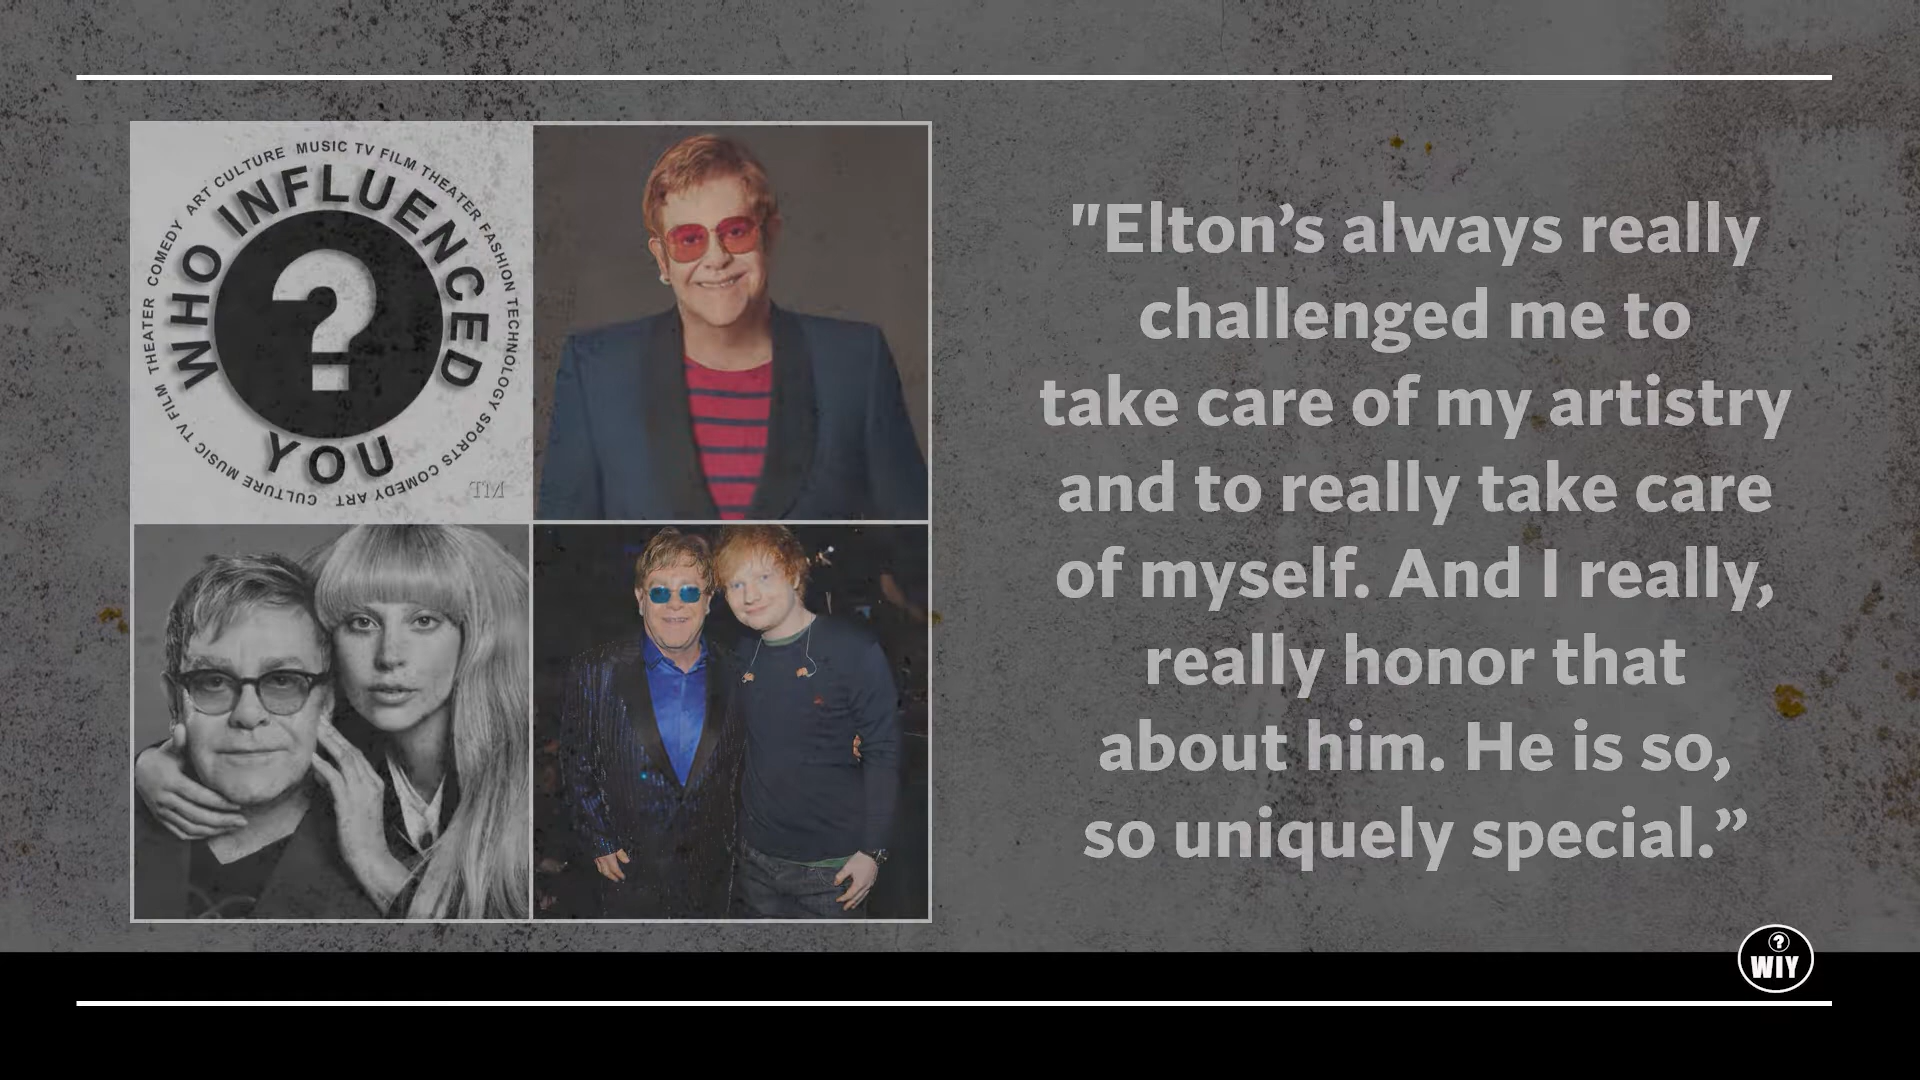 MUSIC TV FILM THEATER FASHION TECHNOLOGY SPORTS COMEDY ART CULTURE MUSIC TV FILM THEATER COMEDY ART CULTURE
WHO INFLUENCED
?
YOU
TM
"Elton’s always really
challenged me to
take care of my artistry
and to really take care
of myself. And I really,
really honor that
about him. He is so,
so uniquely special.”
?
WIY